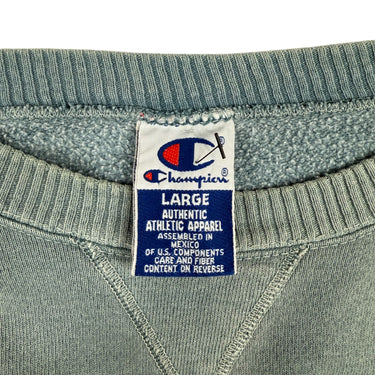 Champion®
LARGE
AUTHENTIC
ATHLETIC APPAREL
ASSEMBLED IN
MEXICO
OF U.S. COMPONENTS
CARE AND FIBER
CONTENT ON REVERSE